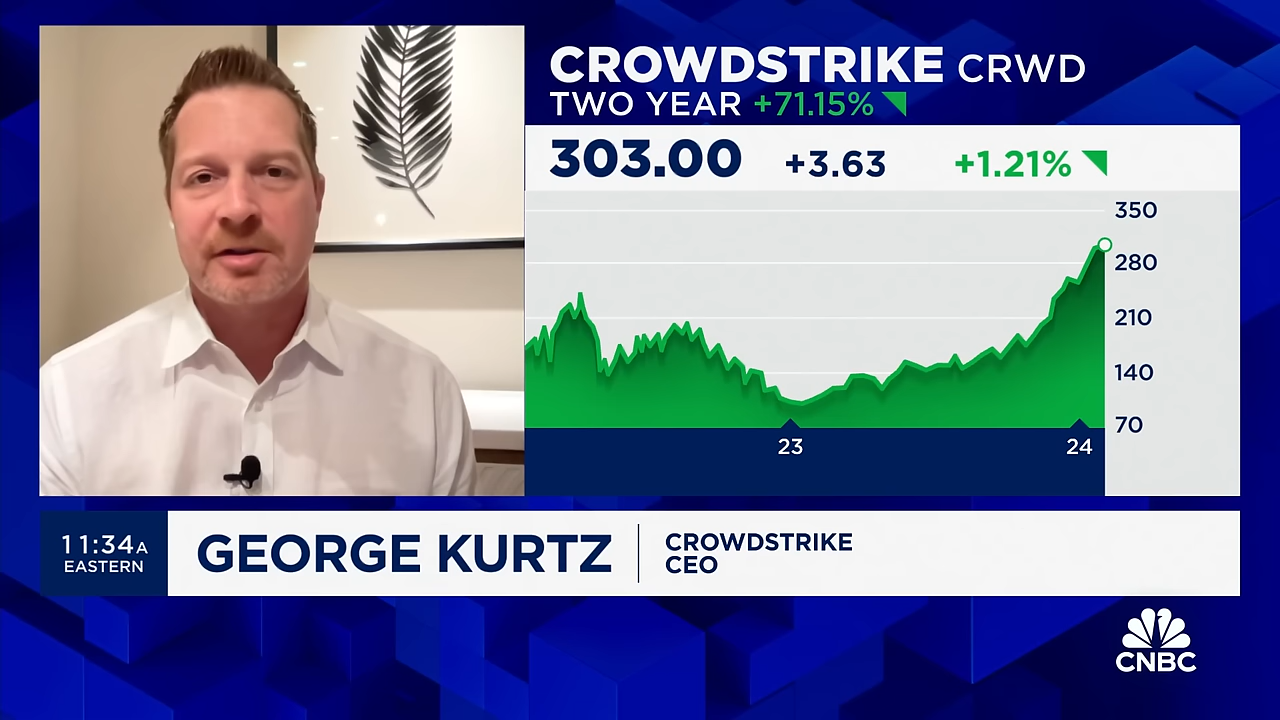 CROWDSTRIKE CRWD
TWO YEAR +71.15%
303.00 +3.63 +1.21%
350
280
210
140
70
23 24
11:34A
EASTERN
GEORGE KURTZ
CROWDSTRIKE
CEO
CNBC